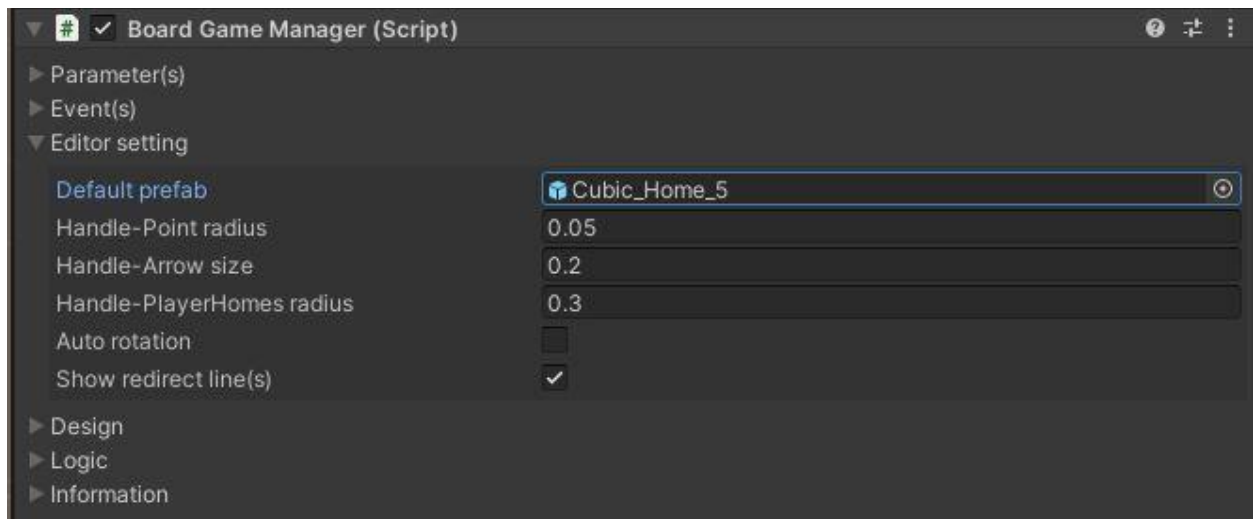 # Board Game Manager (Script)
Parameter(s)
Event(s)
Editor setting
Default prefab Cubic_Home_5
Handle-Point radius 0.05
Handle-Arrow size 0.2
Handle-PlayerHomes radius 0.3
Auto rotation
Show redirect line(s)
Design
Logic
Information